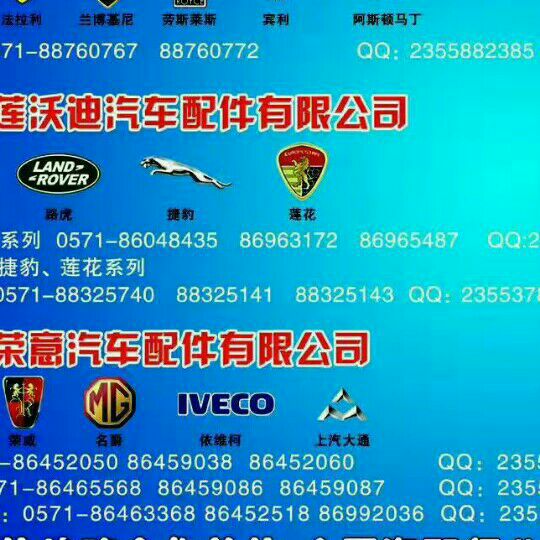 法拉利 兰博基尼 劳斯莱斯 宾利 阿斯顿马丁
71-88760767 88760772 QQ：2355882385
莲沃迪汽车配件有限公司
LAND-ROVER
路虎 捷豹 莲花
系列 0571-86048435 86963172 86965487 QQ:2
捷豹、莲花系列
0571-88325740 88325141 88325143 QQ：2355378
荣意汽车配件有限公司
MG IVECO
荣威 名爵 依维柯 上汽大通
-86452050 86459038 86452060 QQ：235
71-86465568 86459086 86459087 QQ：235
：0571-86463368 86452518 86992036 QQ：235